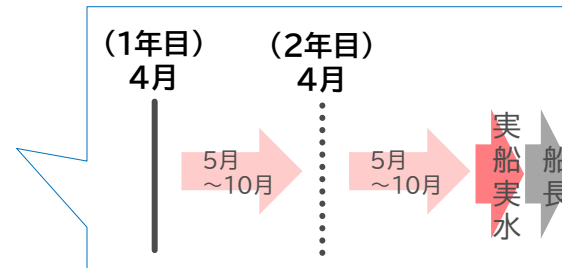 （1年目）
4月
（2年目）
4月
5月
～10月
5月
～10月
実船実水
船長